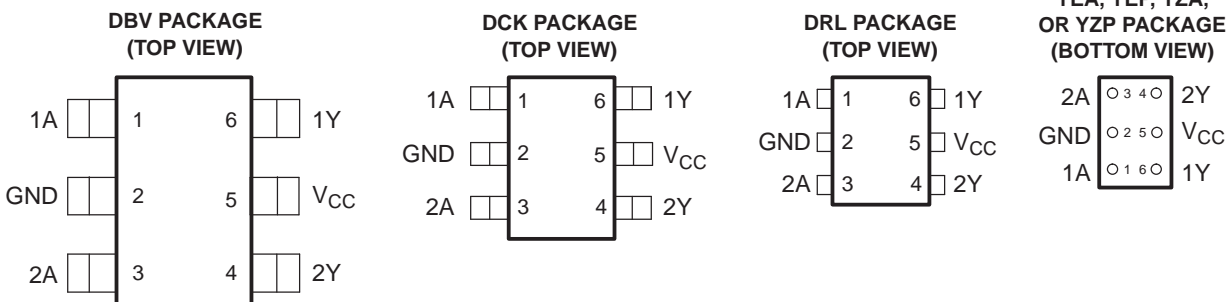 DBV PACKAGE
(TOP VIEW)
1A 1 6 1Y
GND 2 5 VCC
2A 3 4 2Y
DCK PACKAGE
(TOP VIEW)
1A 1 6 1Y
GND 2 5 VCC
2A 3 4 2Y
DRL PACKAGE
(TOP VIEW)
1A 1 6 1Y
GND 2 5 VCC
2A 3 4 2Y
OR YZP PACKAGE
(BOTTOM VIEW)
2A 3 4 2Y
GND 2 5 VCC
1A 1 6 1Y